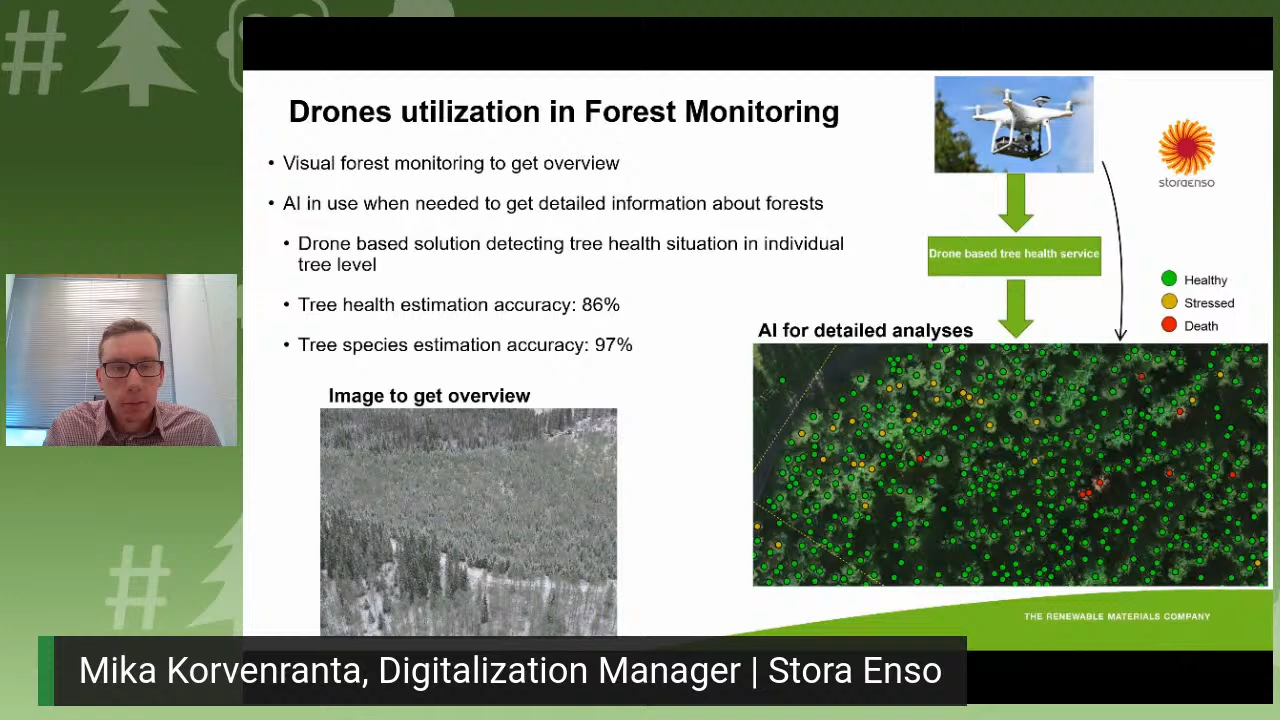 #
Drones utilization in Forest Monitoring
• Visual forest monitoring to get overview
• AI in use when needed to get detailed information about forests
• Drone based solution detecting tree health situation in individual
tree level
• Tree health estimation accuracy: 86%
• Tree species estimation accuracy: 97%
Image to get overview
storaenso
Drone based tree health service
Healthy
Stressed
Death
AI for detailed analyses
THE RENEWABLE MATERIALS COMPANY
#
Mika Korvenranta, Digitalization Manager | Stora Enso